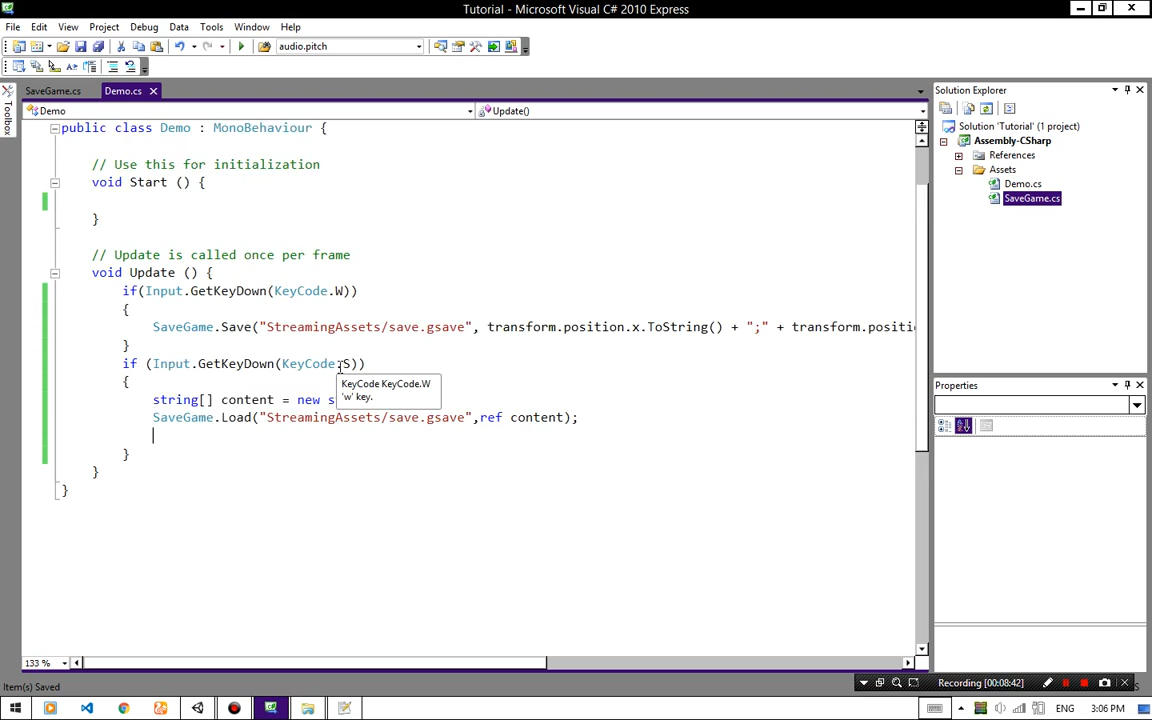 Tutorial - Microsoft Visual C# 2010 Express
File Edit View Project Debug Data Tools Window Help
audio.pitch
SaveGame.cs Demo.cs
Toolbox
Demo Update()
public class Demo : MonoBehaviour {
// Use this for initialization
void Start () {
}
// Update is called once per frame
void Update () {
if(Input.GetKeyDown(KeyCode.W))
{
SaveGame.Save("StreamingAssets/save.gsave", transform.position.x.ToString() + ";" + transform.positi
}
if (Input.GetKeyDown(KeyCode.S))
{
string[] content = new s
SaveGame.Load("StreamingAssets/save.gsave",ref content);
}
}
}
KeyCode KeyCode.W
'w' key.
133 %
Solution Explorer
Solution 'Tutorial' (1 project)
Assembly-CSharp
References
Assets
Demo.cs
SaveGame.cs
Properties
Item(s) Saved
Recording [00:08:42]
ENG 3:06 PM